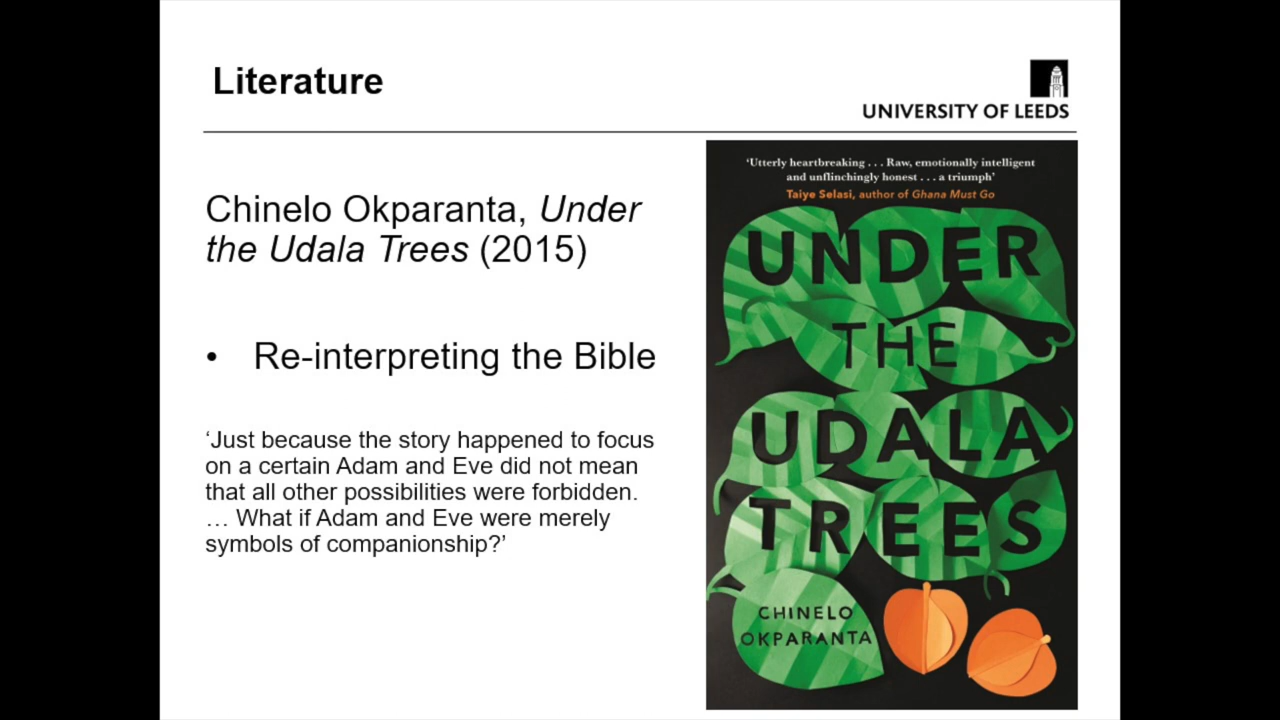 Literature
UNIVERSITY OF LEEDS
Chinelo Okparanta, Under
the Udala Trees (2015)
• Re-interpreting the Bible
‘Just because the story happened to focus
on a certain Adam and Eve did not mean
that all other possibilities were forbidden.
… What if Adam and Eve were merely
symbols of companionship?’
‘Utterly heartbreaking . . . Raw, emotionally intelligent
and unflinchingly honest . . . a triumph’
Taiye Selasi, author of Ghana Must Go
UNDER
THE
UDALA
TREES
CHINELO
OKPARANTA